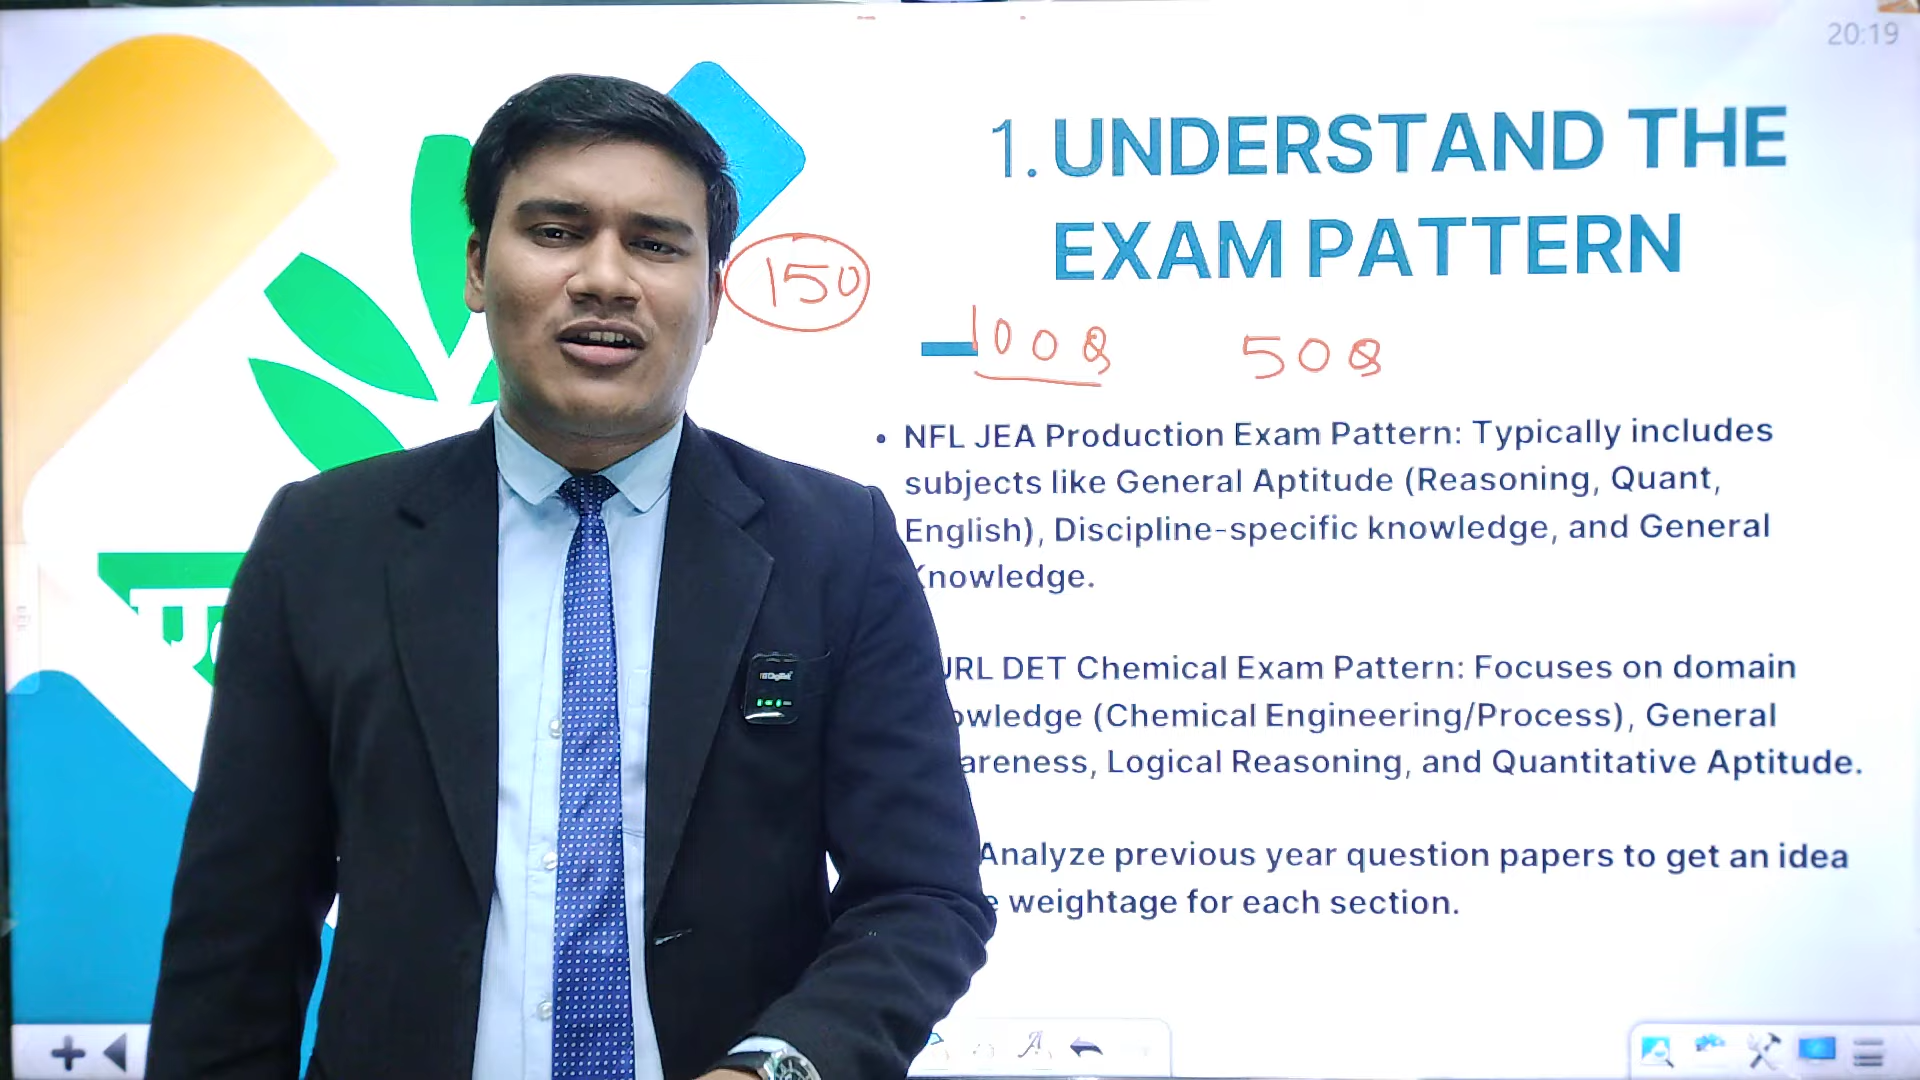 20:19
1. UNDERSTAND THE
EXAM PATTERN
150
100Q 50Q
• NFL JEA Production Exam Pattern: Typically includes
subjects like General Aptitude (Reasoning, Quant,
English), Discipline-specific knowledge, and General
Knowledge.
URL DET Chemical Exam Pattern: Focuses on domain
owledge (Chemical Engineering/Process), General
areness, Logical Reasoning, and Quantitative Aptitude.
Analyze previous year question papers to get an idea
weightage for each section.